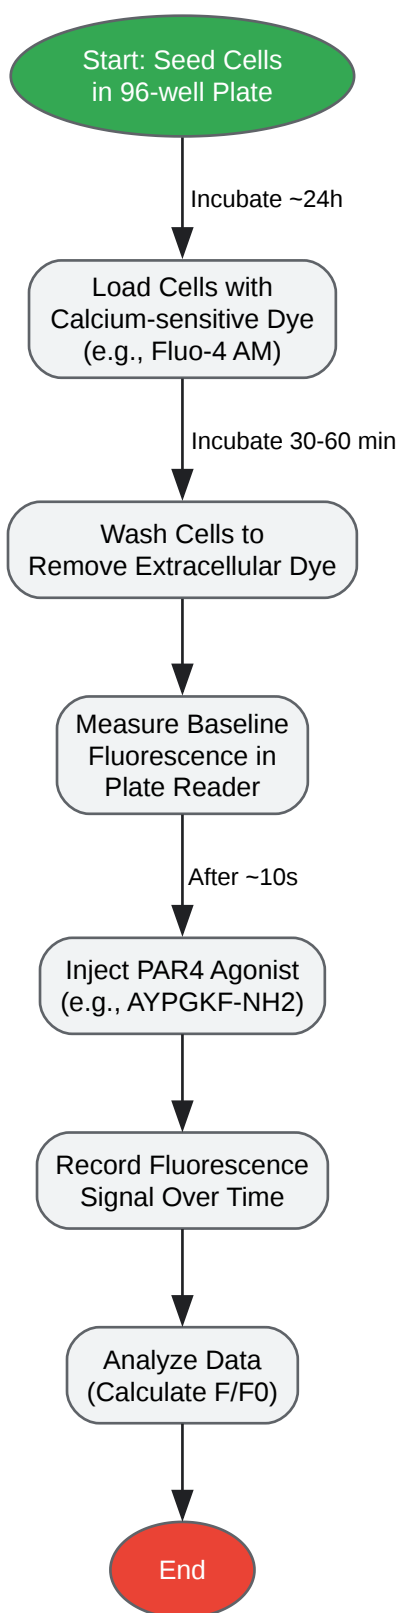 Start: Seed Cells
in 96-well Plate
Incubate ~24h
Load Cells with
Calcium-sensitive Dye
(e.g., Fluo-4 AM)
Incubate 30-60 min
Wash Cells to
Remove Extracellular Dye
Measure Baseline
Fluorescence in
Plate Reader
After ~10s
Inject PAR4 Agonist
(e.g., AYPGKF-NH2)
Record Fluorescence
Signal Over Time
Analyze Data
(Calculate F/F0)
End